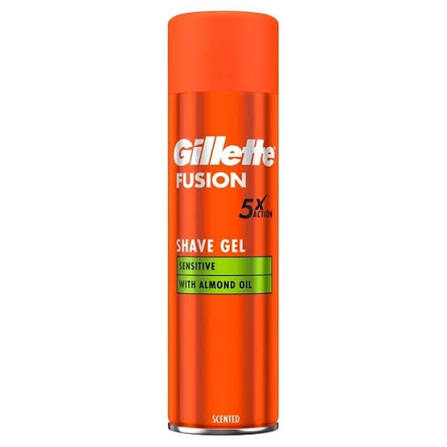 Gillette
FUSION
5X
ACTION
SHAVE GEL
SENSITIVE
WITH ALMOND OIL
SCENTED